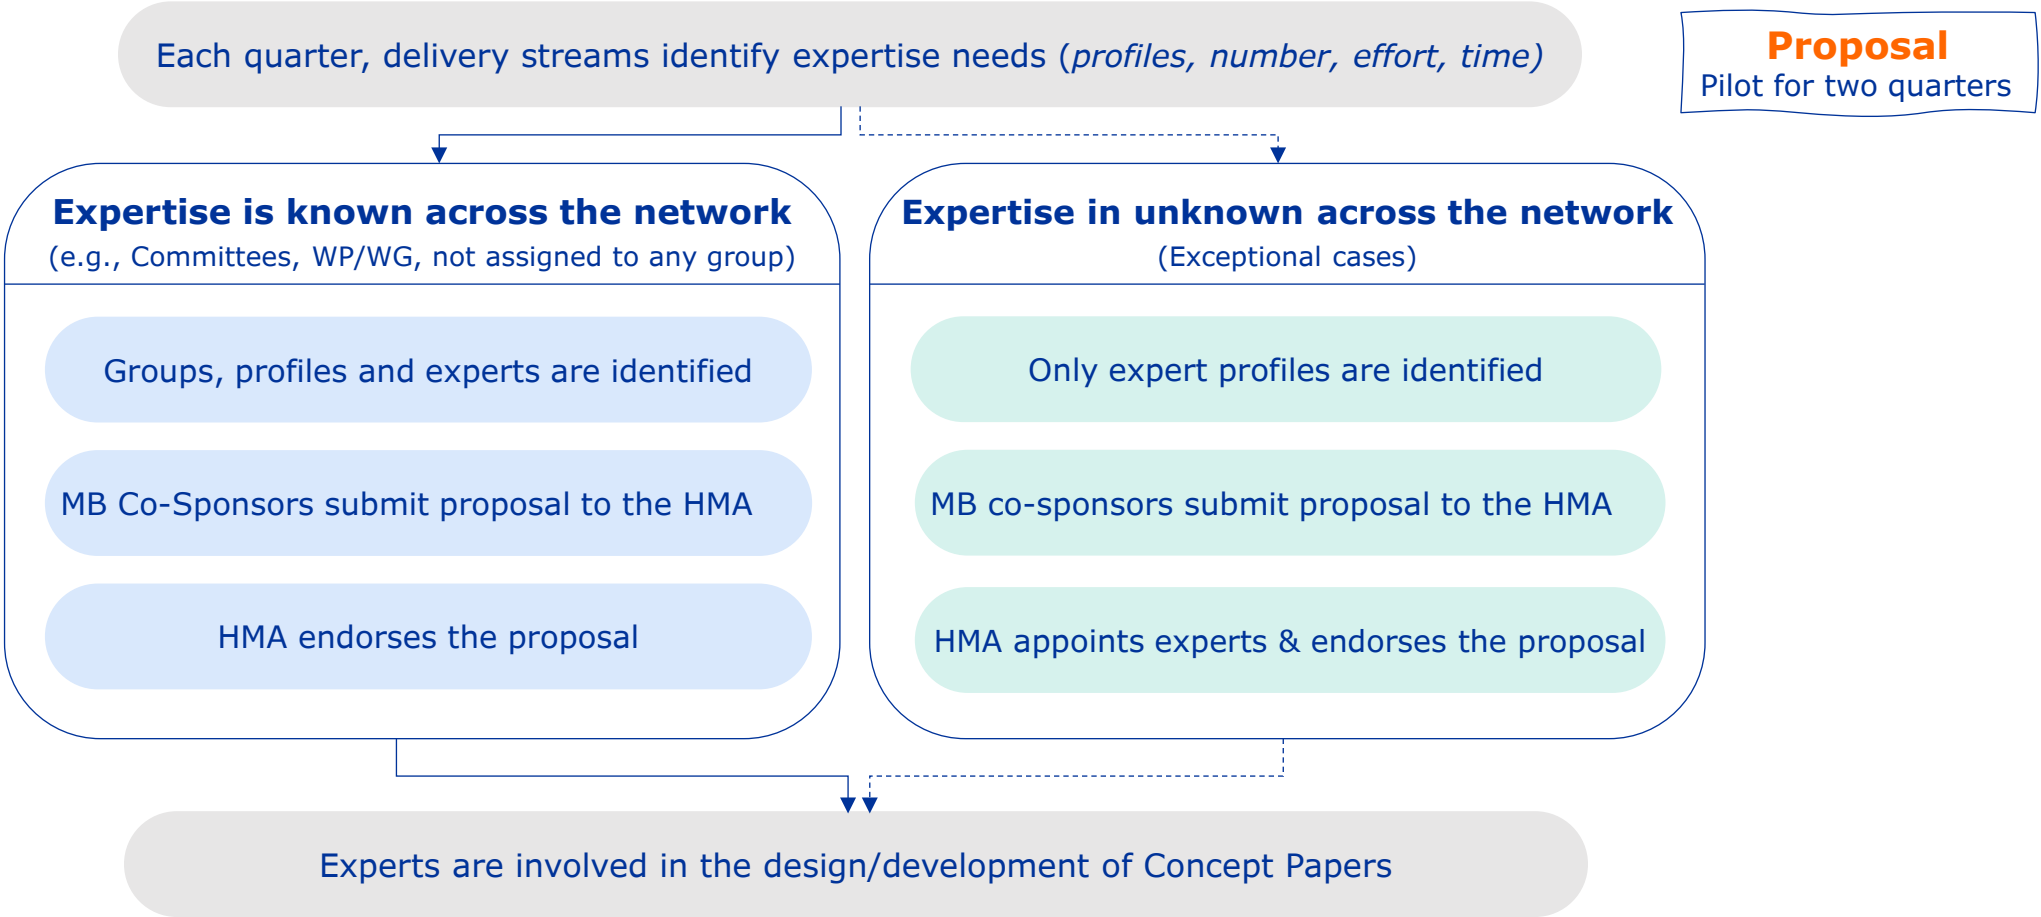 Each quarter, delivery streams identify expertise needs (profiles, number, effort, time)
Proposal
Pilot for two quarters
Expertise is known across the network
(e.g., Committees, WP/WG, not assigned to any group)
Groups, profiles and experts are identified
MB Co-Sponsors submit proposal to the HMA
HMA endorses the proposal
Expertise in unknown across the network
(Exceptional cases)
Only expert profiles are identified
MB co-sponsors submit proposal to the HMA
HMA appoints experts & endorses the proposal
Experts are involved in the design/development of Concept Papers